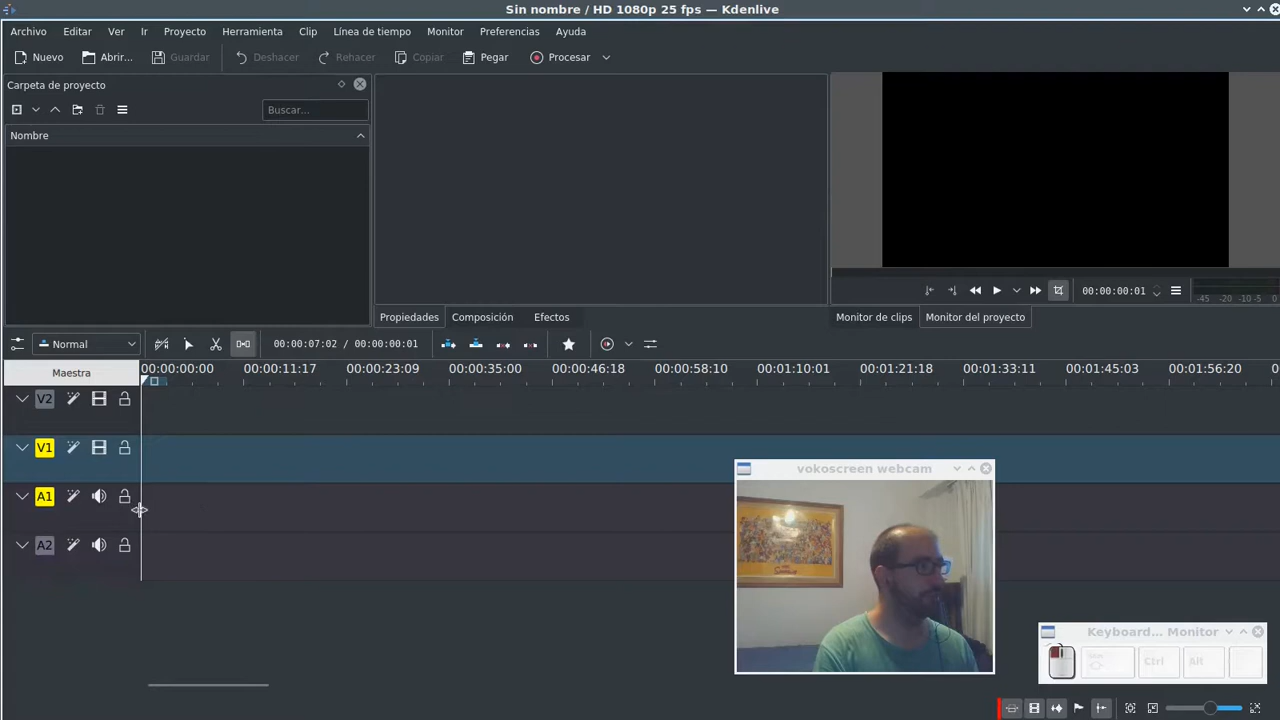 Sin nombre / HD 1080p 25 fps — Kdenlive
Archivo Editar Ver Ir Proyecto Herramienta Clip Línea de tiempo Monitor Preferencias Ayuda
Nuevo Abrir... Guardar Deshacer Rehacer Copiar Pegar Procesar
Carpeta de proyecto
Buscar...
Nombre
00:00:00:01
-45 -20 -10 -5 0
Propiedades Composición Efectos Monitor de clips Monitor del proyecto
Normal 00:00:07:02 / 00:00:00:01
Maestra 00:00:00:00 00:00:11:17 00:00:23:09 00:00:35:00 00:00:46:18 00:00:58:10 00:01:10:01 00:01:21:18 00:01:33:11 00:01:45:03 00:01:56:20
V2
V1
A1
A2
vokoscreen webcam
Keyboard... Monitor
Ctrl Alt